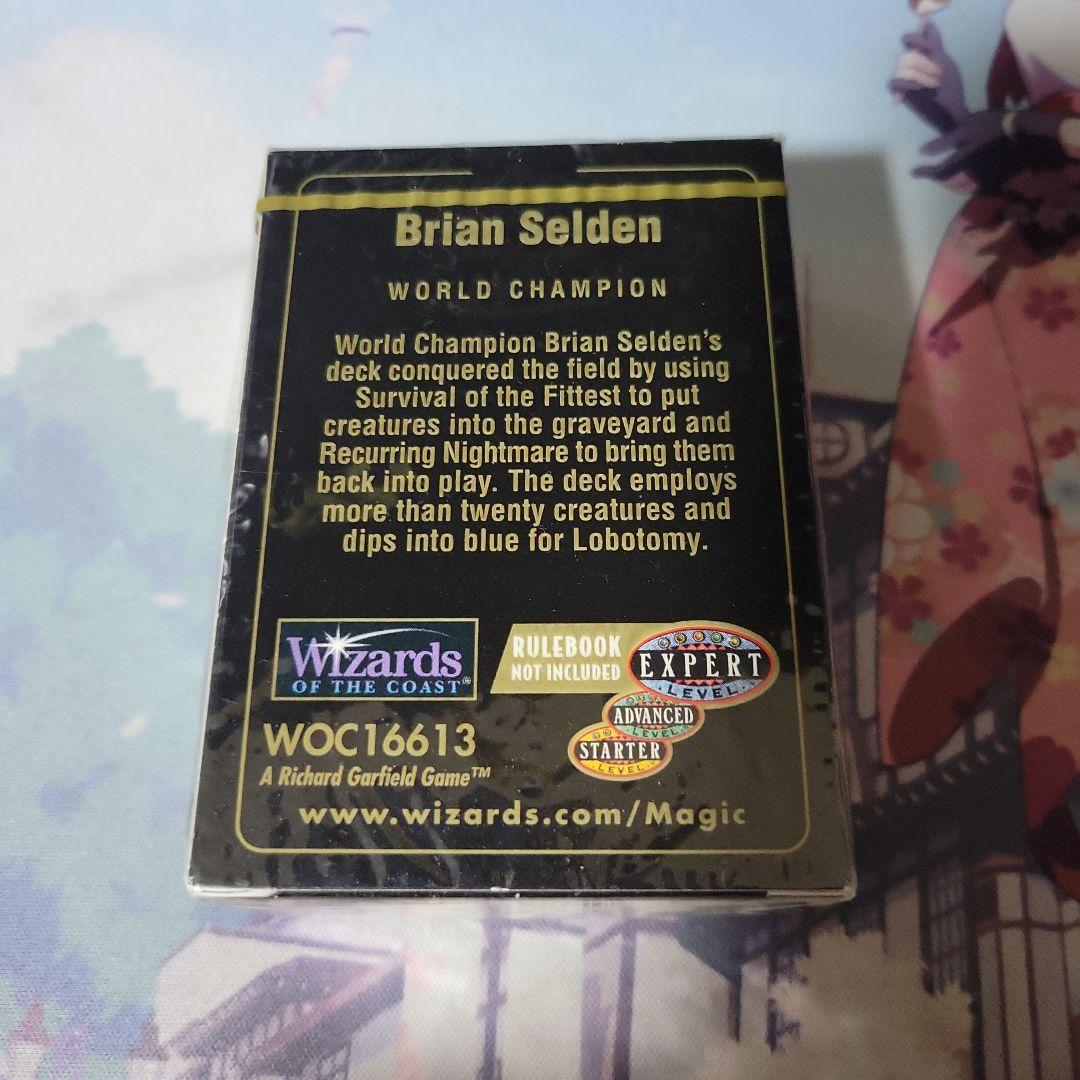 Brian Selden
WORLD CHAMPION
World Champion Brian Selden's
deck conquered the field by using
Survival of the Fittest to put
creatures into the graveyard and
Recurring Nightmare to bring them
back into play. The deck employs
more than twenty creatures and
dips into blue for Lobotomy.
Wizards
OF THE COAST®
RULEBOOK
NOT INCLUDED
EXPERT
LEVEL
ADVANCED
LEVEL
STARTER
LEVEL
WOC16613
A Richard Garfield Game™
www.wizards.com/Magic